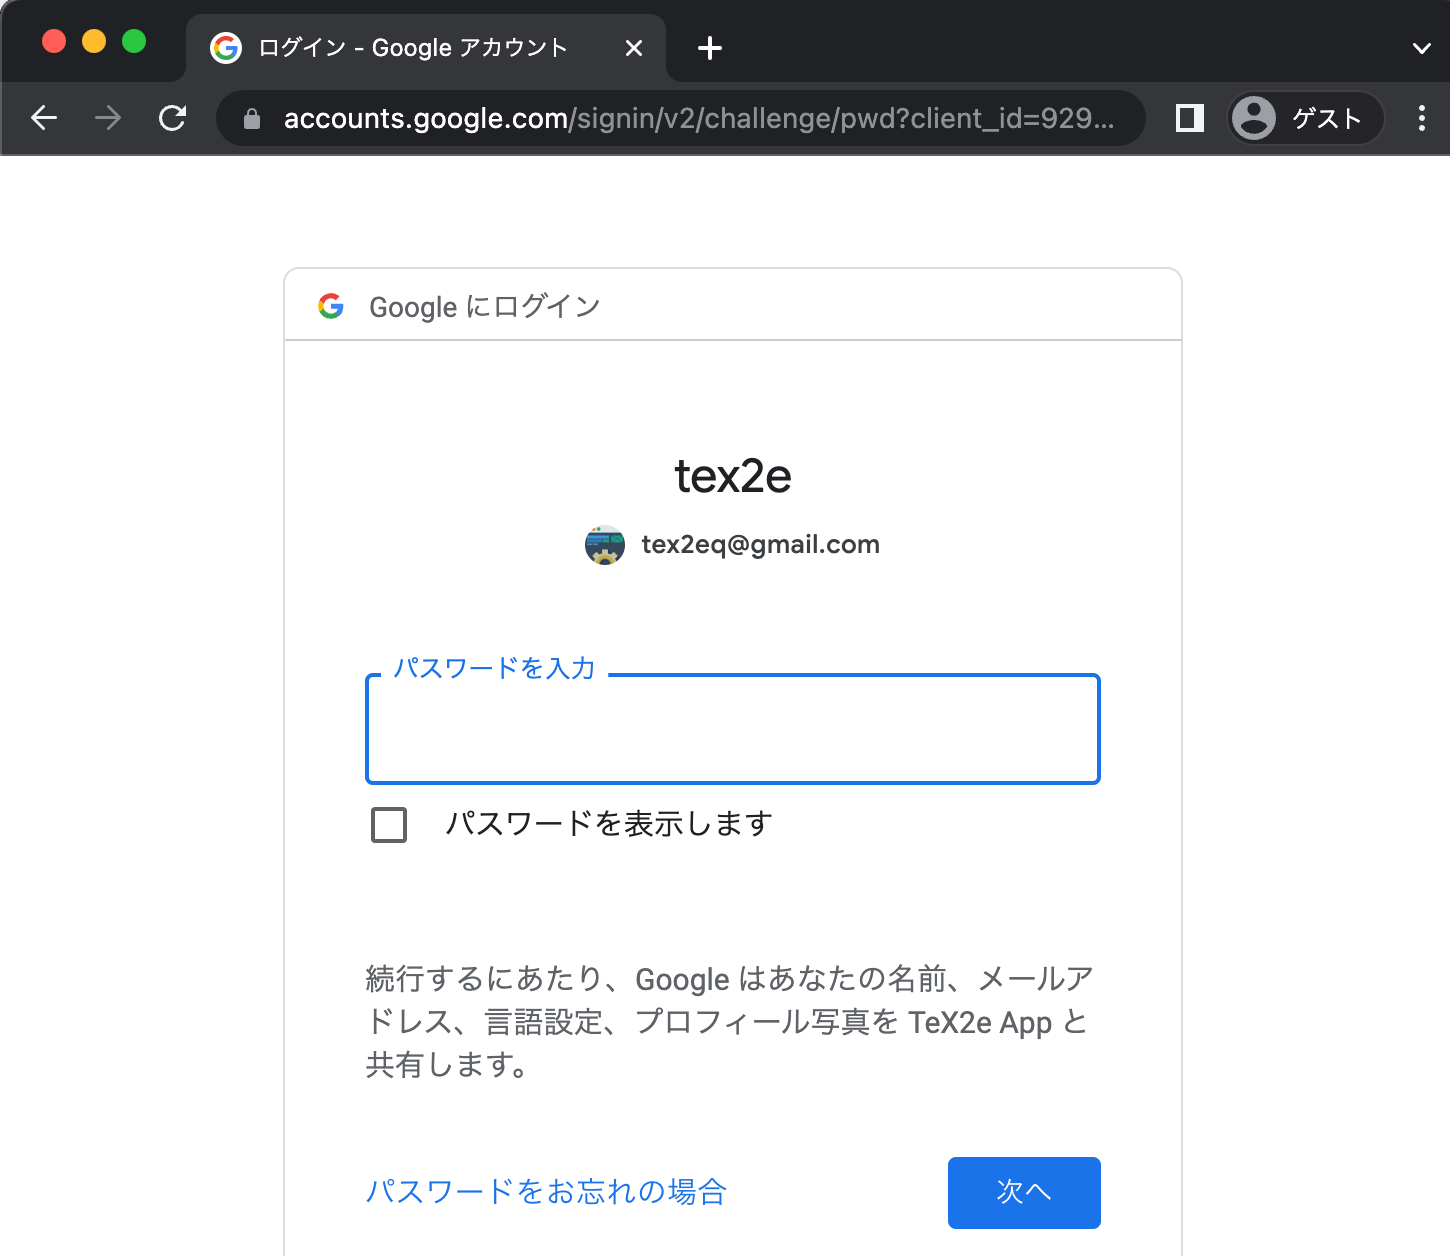 ログイン - Google アカウント
accounts.google.com/signin/v2/challenge/pwd?client_id=929...
ゲスト
Google にログイン
tex2e
tex2eq@gmail.com
パスワードを入力
パスワードを表示します
続行するにあたり、Google はあなたの名前、メールア
ドレス、言語設定、プロフィール写真を TeX2e App と
共有します。
パスワードをお忘れの場合
次へ